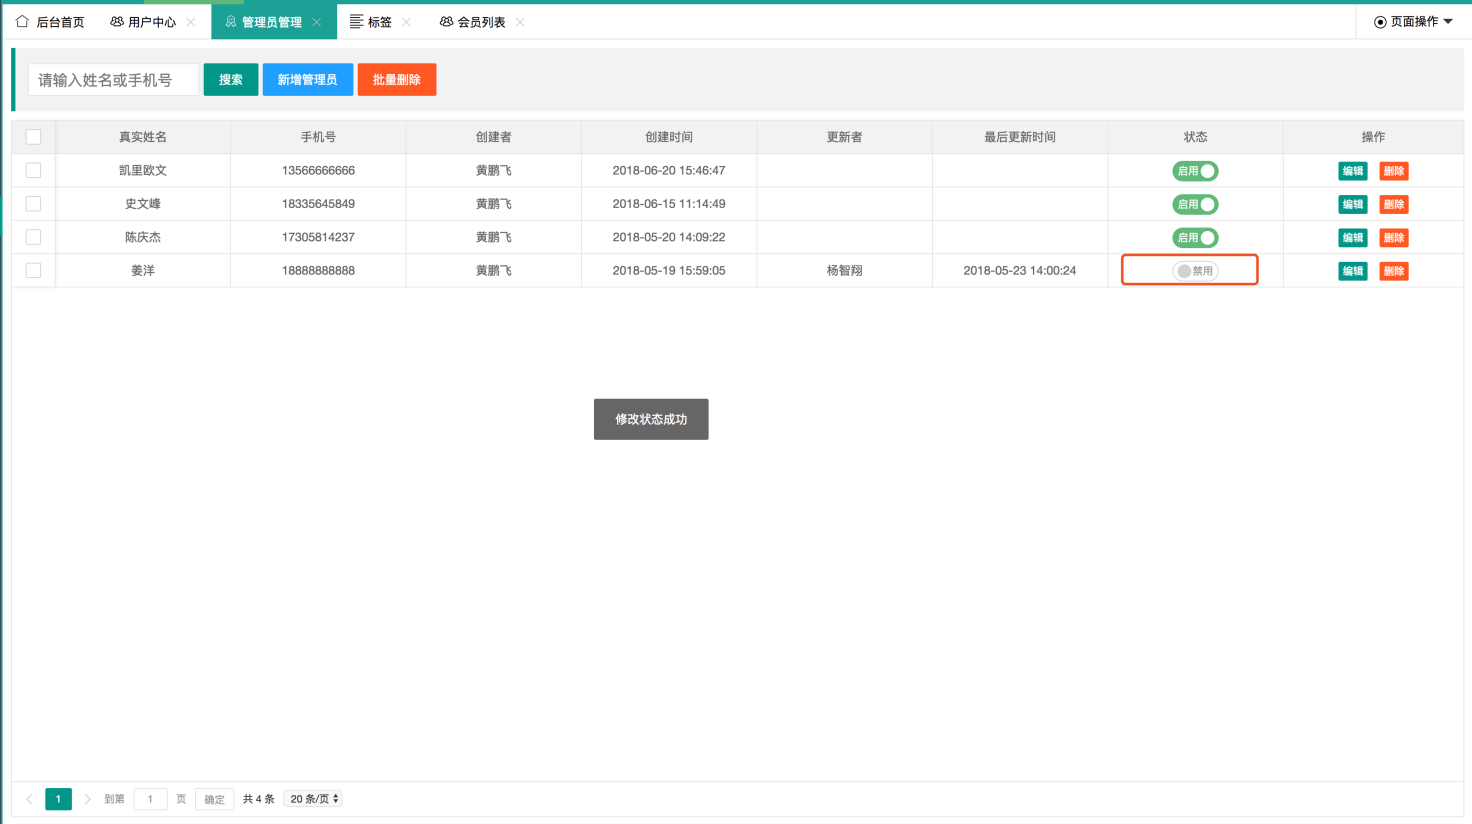 后台首页 用户中心 管理员管理 标签 会员列表 页面操作
请输入姓名或手机号 搜索 新增管理员 批量删除
真实姓名 手机号 创建者 创建时间 更新者 最后更新时间 状态 操作
凯里欧文 13566666666 黄鹏飞 2018-06-20 15:46:47 启用 编辑 删除
史文峰 18335645849 黄鹏飞 2018-06-15 11:14:49 启用 编辑 删除
陈庆杰 17305814237 黄鹏飞 2018-05-20 14:09:22 启用 编辑 删除
姜洋 18888888888 黄鹏飞 2018-05-19 15:59:05 杨智翔 2018-05-23 14:00:24 禁用 编辑 删除
修改状态成功
1 到第 1 页 确定 共 4 条 20 条/页